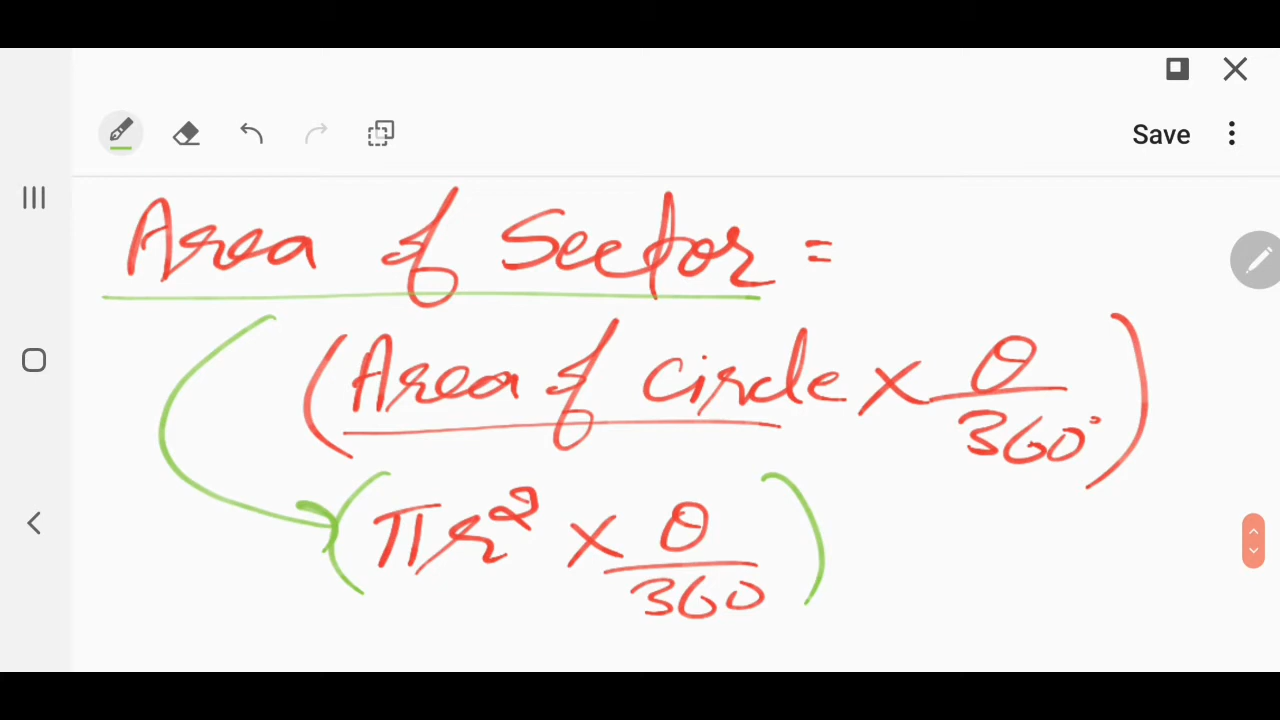 Save
Area of Sector =
(Area of circle × θ/360°)
(πr² × θ/360)